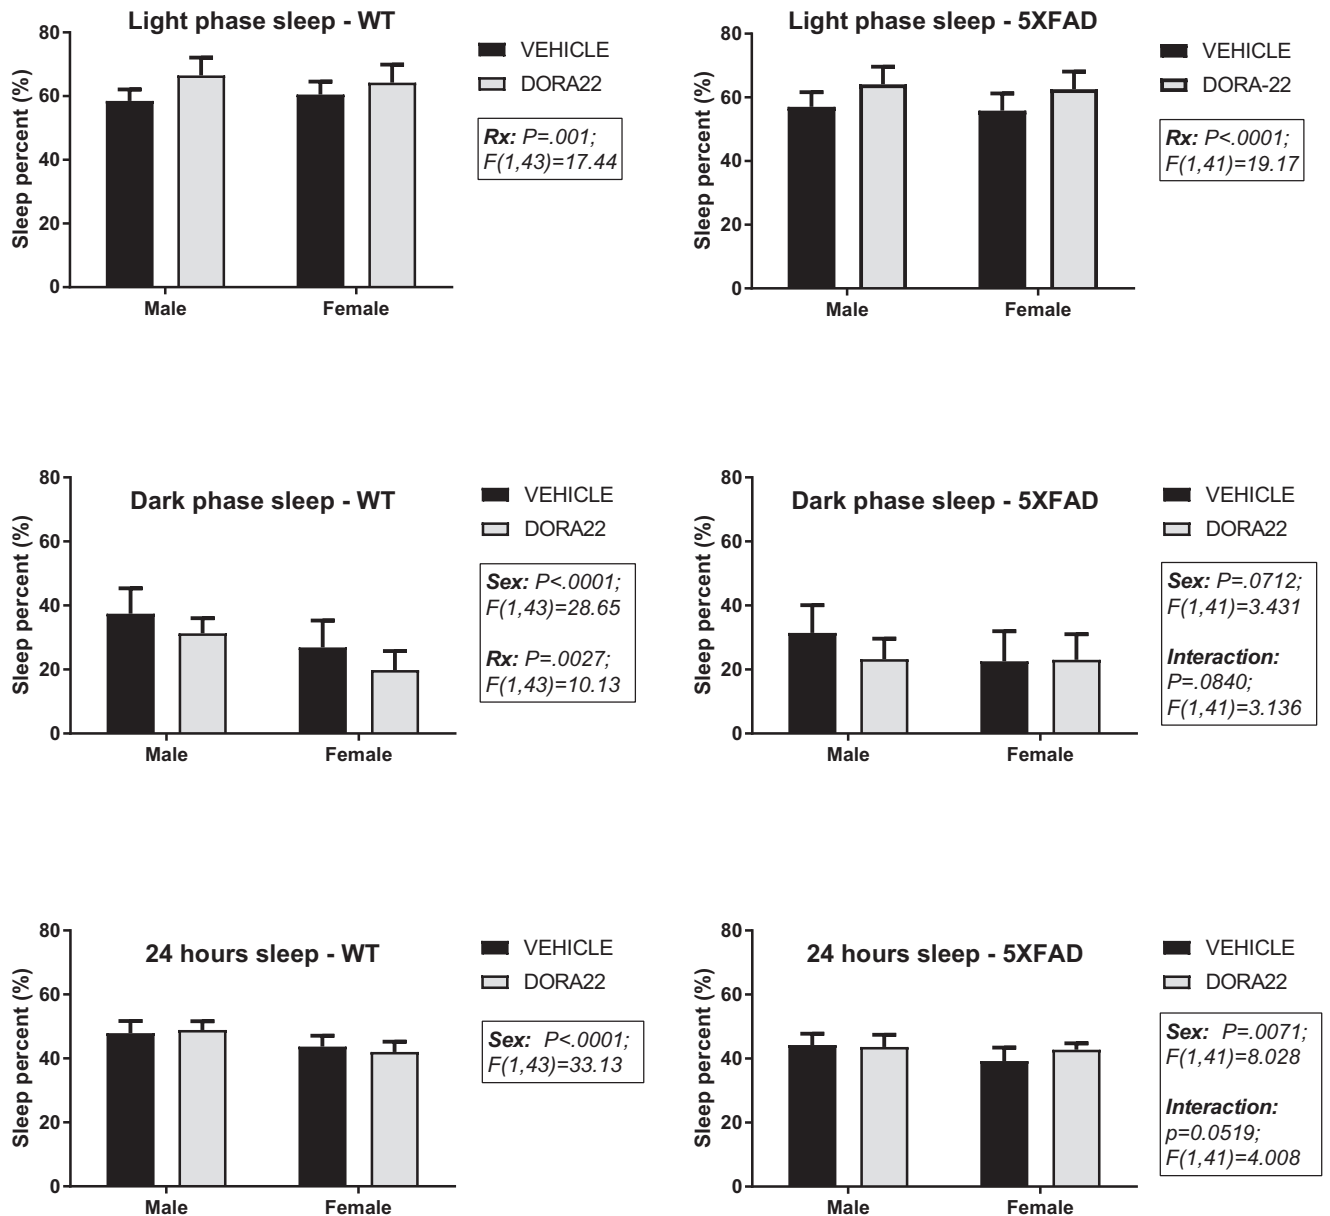 Light phase sleep - WT
Sleep percent (%)
80
60
40
20
0
Male Female
VEHICLE
DORA22
Rx: P=.001;
F(1,43)=17.44
Light phase sleep - 5XFAD
Sleep percent (%)
80
60
40
20
0
Male Female
VEHICLE
DORA-22
Rx: P<.0001;
F(1,41)=19.17
Dark phase sleep - WT
Sleep percent (%)
80
60
40
20
0
Male Female
VEHICLE
DORA22
Sex: P<.0001;
F(1,43)=28.65
Rx: P=.0027;
F(1,43)=10.13
Dark phase sleep - 5XFAD
Sleep percent (%)
80
60
40
20
0
Male Female
VEHICLE
DORA22
Sex: P=.0712;
F(1,41)=3.431
Interaction:
P=.0840;
F(1,41)=3.136
24 hours sleep - WT
Sleep percent (%)
80
60
40
20
0
Male Female
VEHICLE
DORA22
Sex: P<.0001;
F(1,43)=33.13
24 hours sleep - 5XFAD
Sleep percent (%)
80
60
40
20
0
Male Female
VEHICLE
DORA22
Sex: P=.0071;
F(1,41)=8.028
Interaction:
p=0.0519;
F(1,41)=4.008